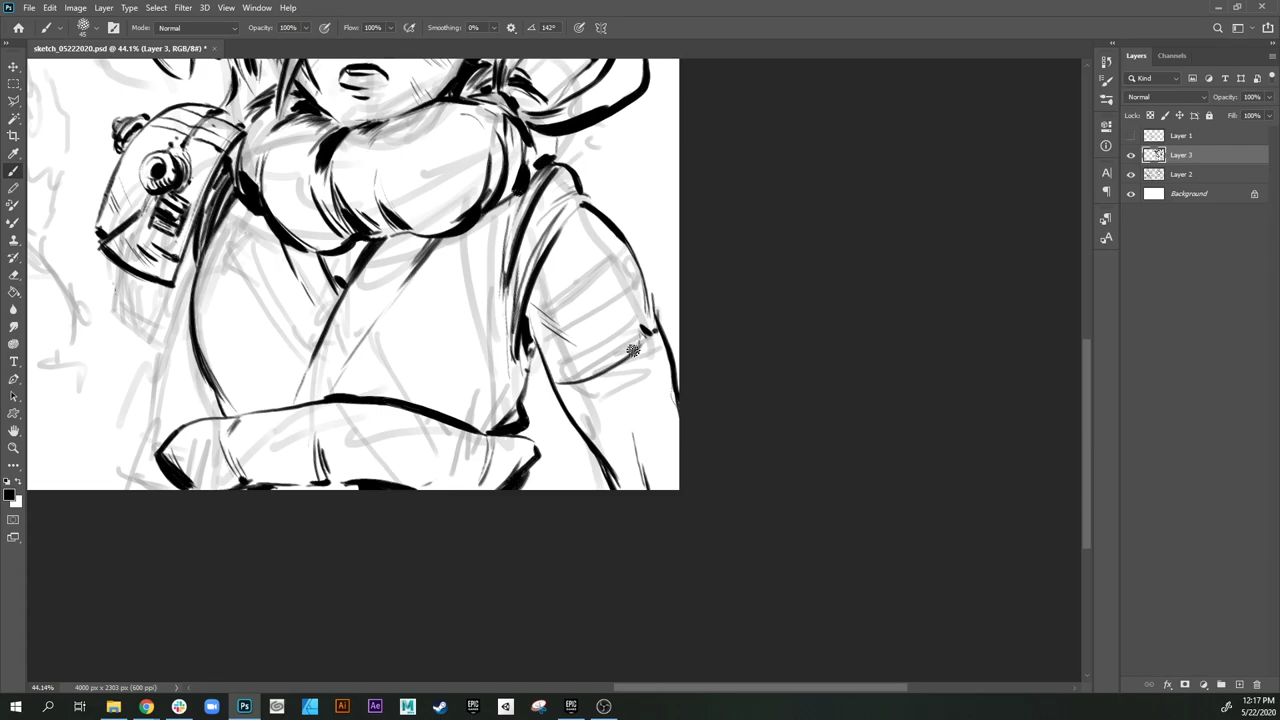 File Edit Image Layer Type Select Filter 3D View Window Help
45 Mode: Normal Opacity: 100% Flow: 100% Smoothing: 0% 142°
sketch_05222020.psd @ 44.1% (Layer 3, RGB/8#) *
Layers Channels
Kind
Normal Opacity: 100%
Lock: Fill: 100%
Layer 1
Layer 3
Layer 2
Background
44.14% 4000 px x 2303 px (600 ppi)
12:17 PM
5/22/2020